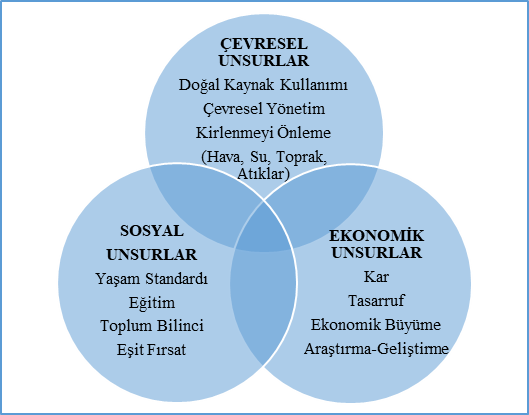 ÇEVRESEL
UNSURLAR
Doğal Kaynak Kullanımı
Çevresel Yönetim
Kirlenmeyi Önleme
(Hava, Su, Toprak,
Atıklar)
SOSYAL
UNSURLAR
Yaşam Standardı
Eğitim
Toplum Bilinci
Eşit Fırsat
EKONOMİK
UNSURLAR
Kar
Tasarruf
Ekonomik Büyüme
Araştırma-Geliştirme